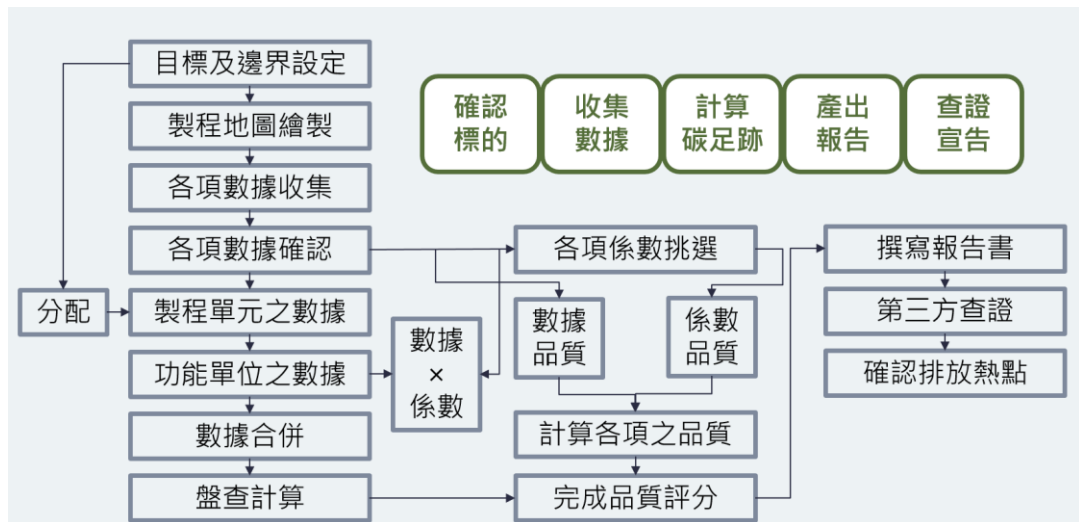 目標及邊界設定
製程地圖繪製
各項數據收集
各項數據確認
分配
製程單元之數據
功能單位之數據
數據合併
盤查計算
確認
標的
收集
數據
計算
碳足跡
產出
報告
查證
宣告
各項係數挑選
數據
品質
係數
品質
數據
×
係數
計算各項之品質
完成品質評分
撰寫報告書
第三方查證
確認排放熱點